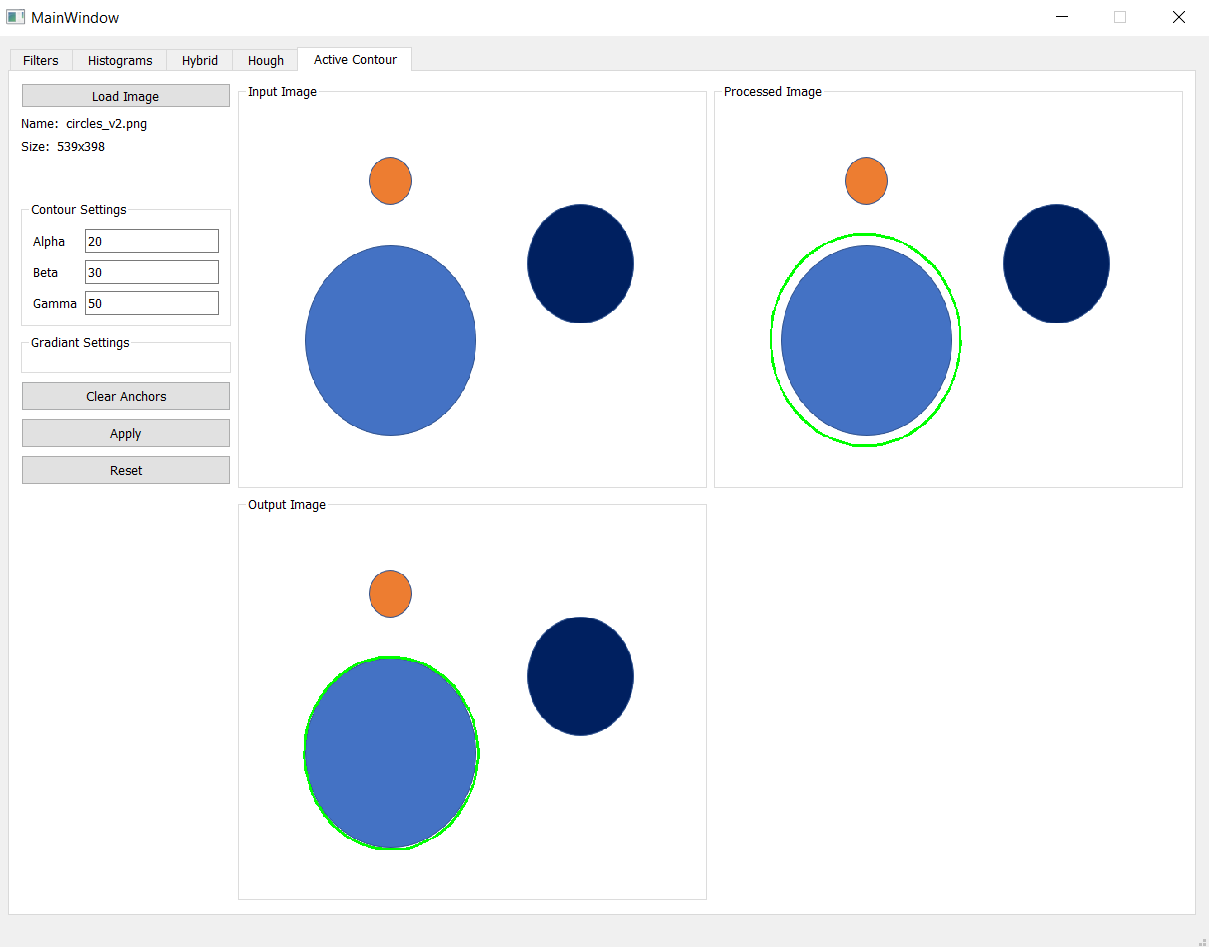 MainWindow
Filters Histograms Hybrid Hough Active Contour
Load Image
Name: circles_v2.png
Size: 539x398
Contour Settings
Alpha 20
Beta 30
Gamma 50
Gradiant Settings
Clear Anchors
Apply
Reset
Input Image
Processed Image
Output Image